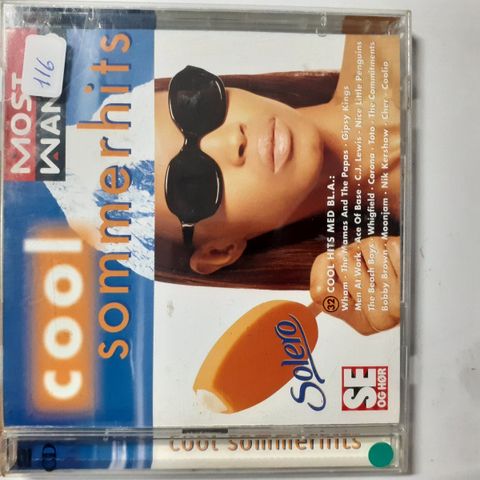 MOST
WAN
116
cool
sommerhits
32 COOL HITS MED BL.A.:
Wham · The Mamas And The Papas · Gipsy Kings
Men At Work · Ace Of Base · C.J. Lewis · Nice Little Penguins
The Beach Boys · Whigfield · Corona · Toto · The Commitments
Bobby Brown · Moonjam · Nik Kershaw · Cher · Coolio
Solero
SE
OG HØR
cool sommerhits